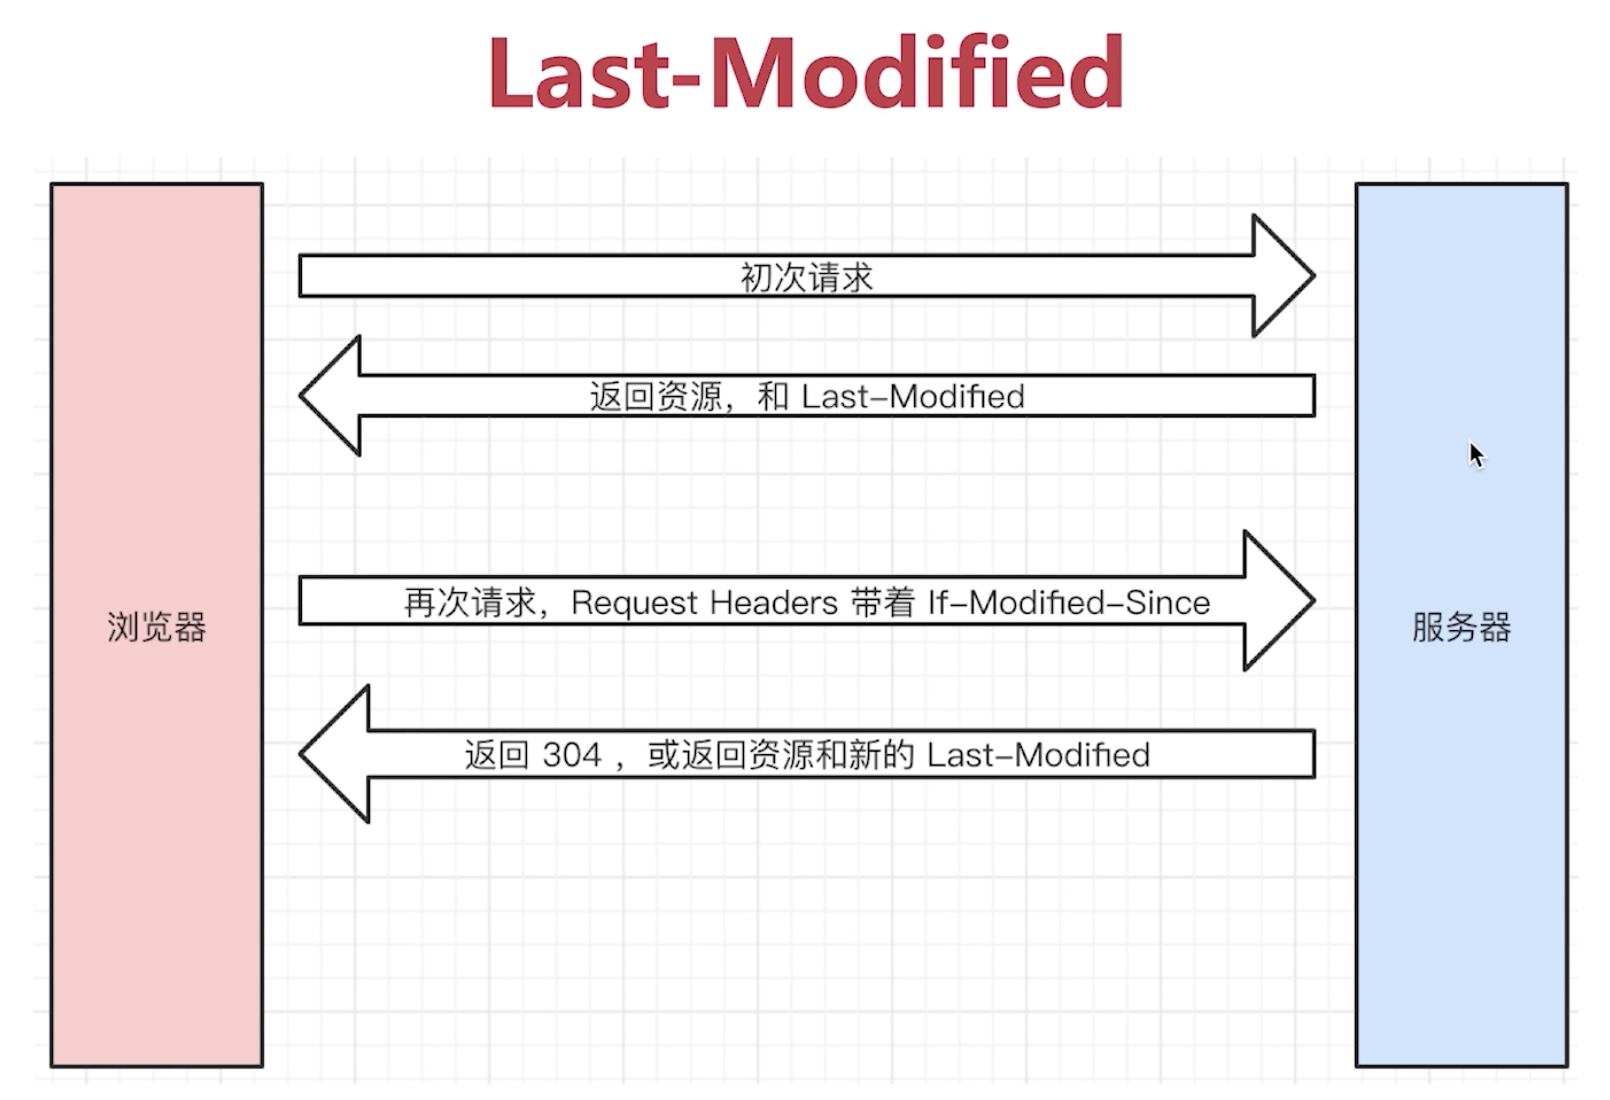 Last-Modified
初次请求
返回资源，和 Last-Modified
再次请求，Request Headers 带着 If-Modified-Since
浏览器
服务器
返回 304 ，或返回资源和新的 Last-Modified